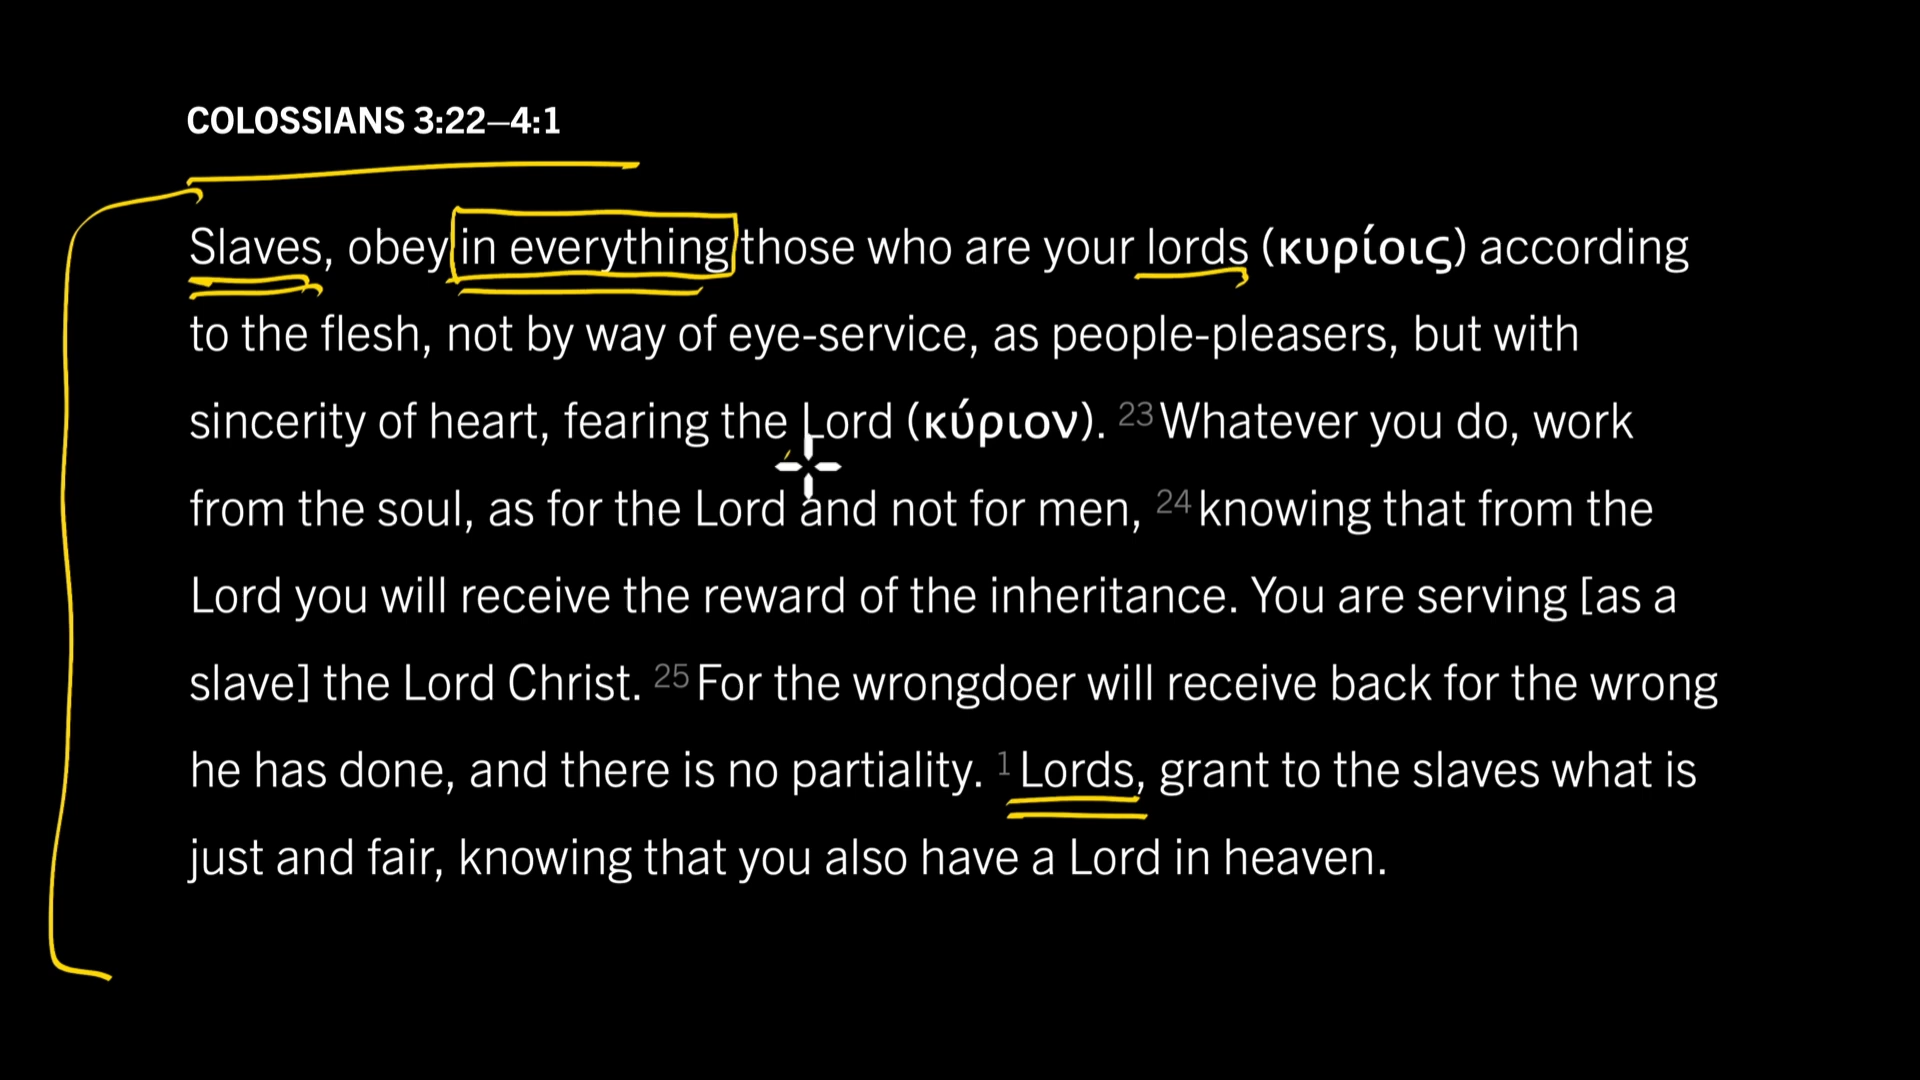 COLOSSIANS 3:22–4:1
Slaves, obey in everything those who are your lords (κυρίοις) according
to the flesh, not by way of eye-service, as people-pleasers, but with
sincerity of heart, fearing the Lord (κύριον). 23 Whatever you do, work
from the soul, as for the Lord and not for men, 24 knowing that from the
Lord you will receive the reward of the inheritance. You are serving [as a
slave] the Lord Christ. 25 For the wrongdoer will receive back for the wrong
he has done, and there is no partiality. 1 Lords, grant to the slaves what is
just and fair, knowing that you also have a Lord in heaven.